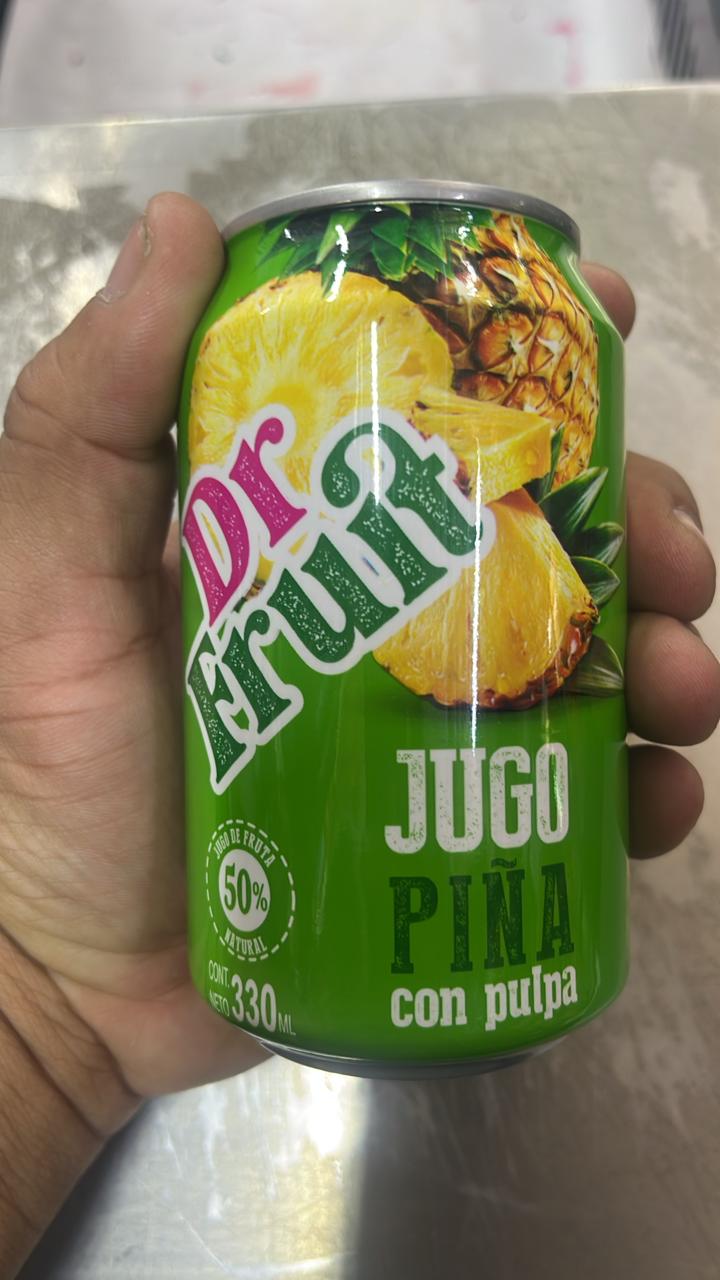 Dr
Fruit
JUGO
PIÑA
con pulpa
JUGO DE FRUTA
50%
NATURAL
CONT.
NETO 330 ML